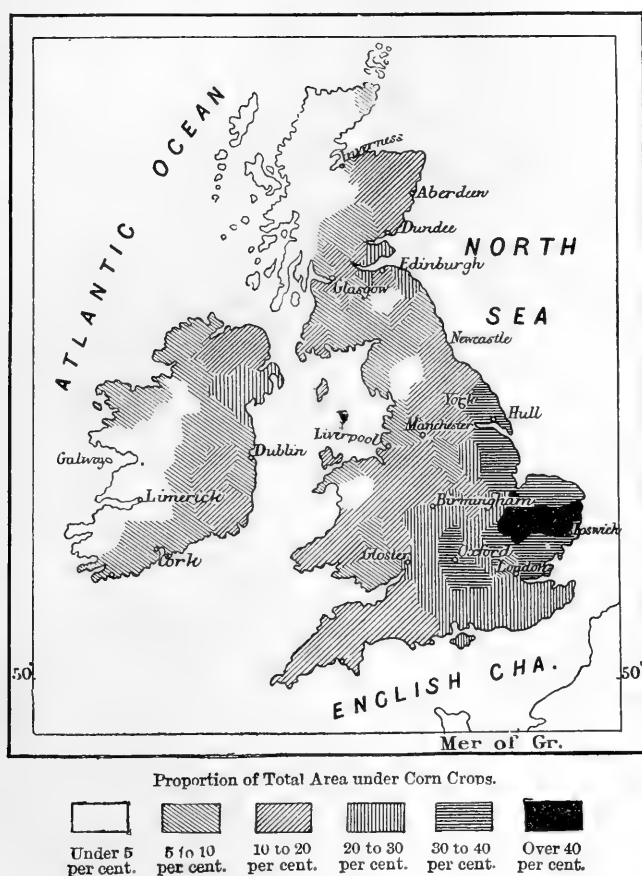 ATLANTIC OCEAN
Inverness
Aberdeen
Dundee
NORTH
Edinburgh
Glasgow
SEA
Newcastle
York
Hull
Manchester
Liverpool
Galway
Dublin
Limerick
Birmingham
Ipswich
Cork
Gloster
Oxford
London
50°
50°
ENGLISH CHA.
Mer of Gr.
Proportion of Total Area under Corn Crops.
Under 5 per cent.
5 to 10 per cent.
10 to 20 per cent.
20 to 30 per cent.
30 to 40 per cent.
Over 40 per cent.